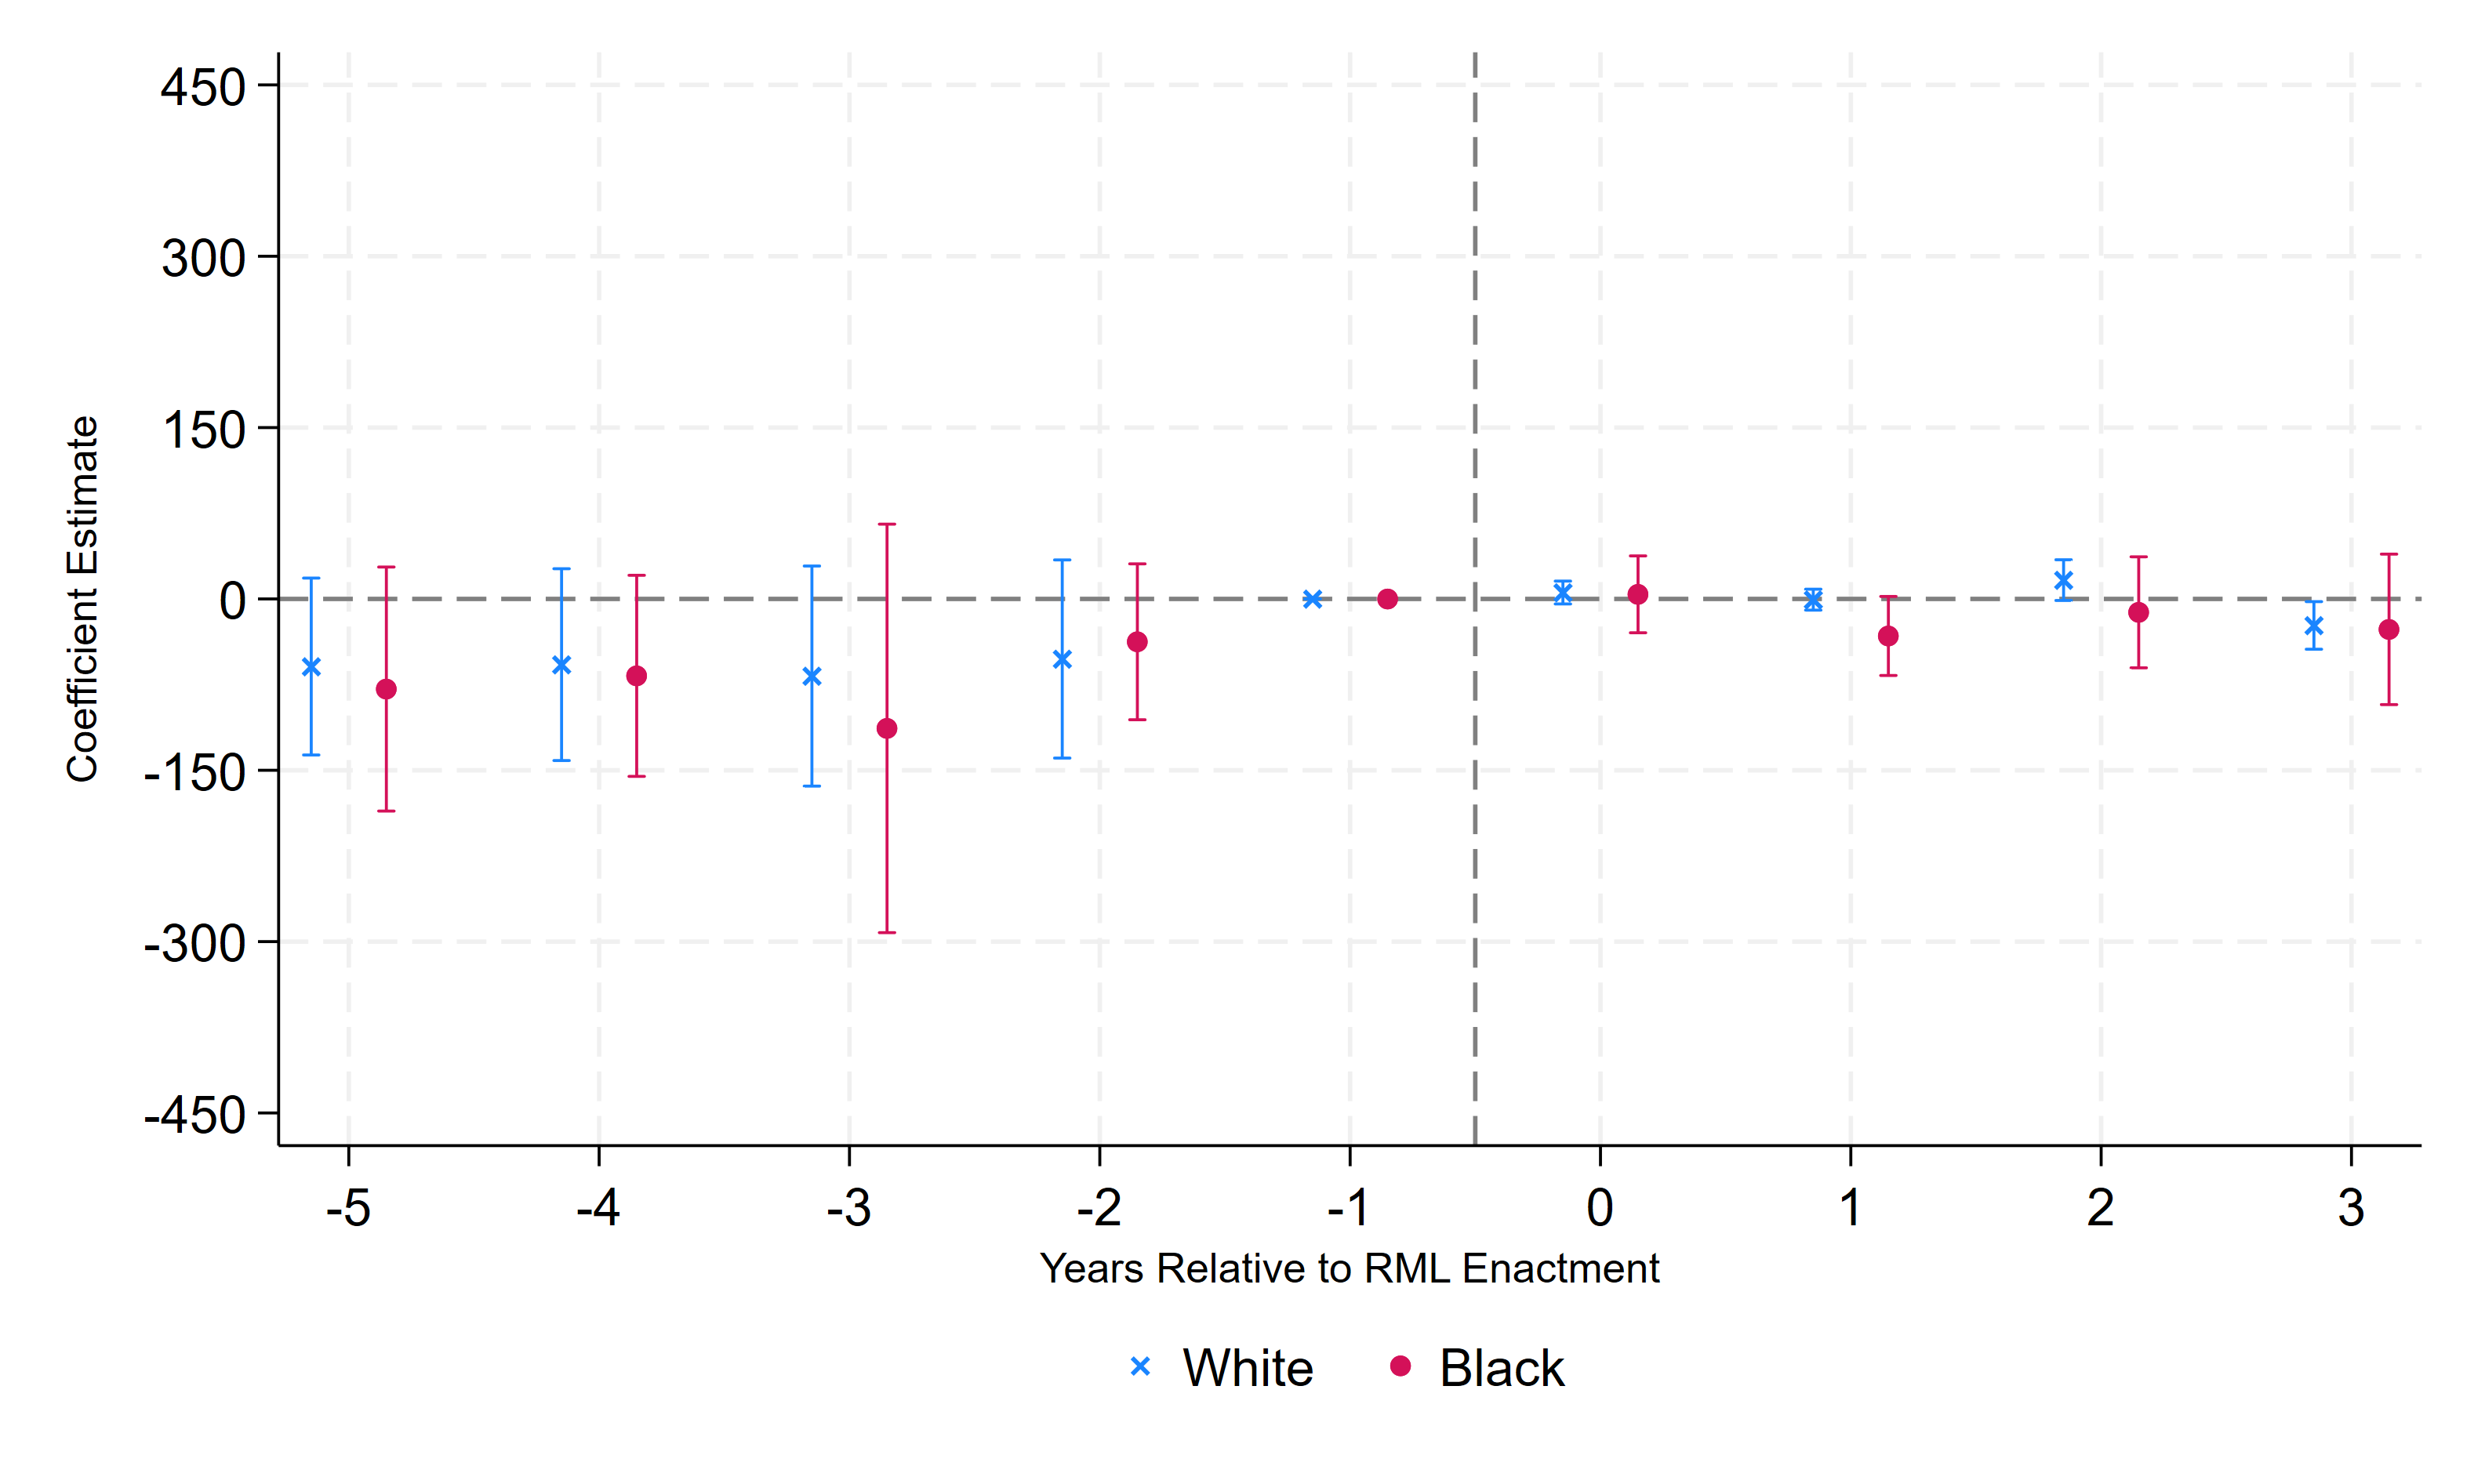 450
300
150
0
-150
-300
-450
Coefficient Estimate
-5 -4 -3 -2 -1 0 1 2 3
Years Relative to RML Enactment
White Black